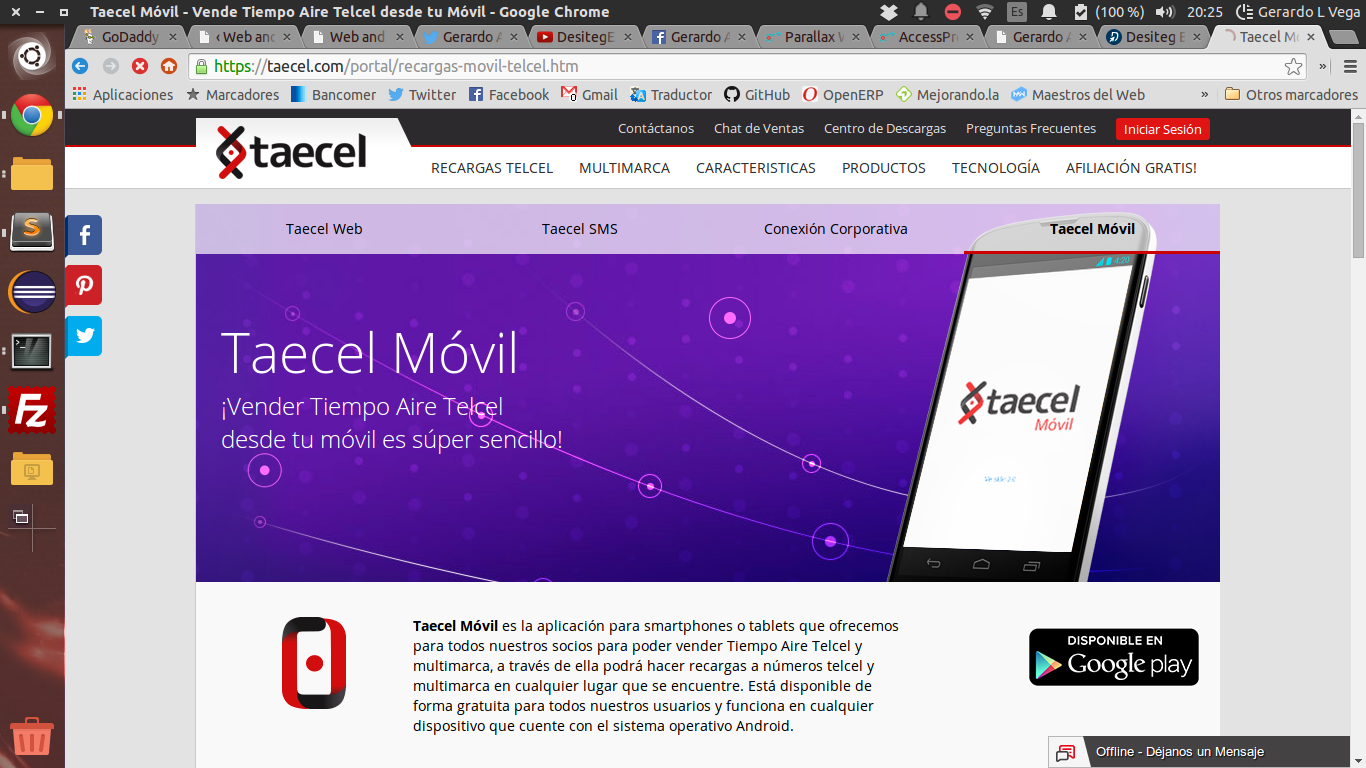 Taecel Móvil - Vende Tiempo Aire Telcel desde tu Móvil - Google Chrome
Es
(100 %)
20:25
Gerardo L Vega
GoDaddy
‹ Web and
Web and
Gerardo A
DesitegE
Gerardo A
Parallax W
AccessPre
Gerardo A
Desiteg E
Taecel Mó
https://taecel.com/portal/recargas-movil-telcel.htm
»
Aplicaciones
Marcadores
Bancomer
Twitter
Facebook
Gmail
Traductor
GitHub
OpenERP
Mejorando.la
Maestros del Web
»
Otros marcadores
Contáctanos
Chat de Ventas
Centro de Descargas
Preguntas Frecuentes
Iniciar Sesión
taecel
RECARGAS TELCEL
MULTIMARCA
CARACTERISTICAS
PRODUCTOS
TECNOLOGÍA
AFILIACIÓN GRATIS!
Taecel Web
Taecel SMS
Conexión Corporativa
Taecel Móvil
4:20
Taecel Móvil
¡Vender Tiempo Aire Telcel
desde tu móvil es súper sencillo!
taecel
Móvil
Taecel Móvil es la aplicación para smartphones o tablets que ofrecemos
para todos nuestros socios para poder vender Tiempo Aire Telcel y
multimarca, a través de ella podrá hacer recargas a números telcel y
multimarca en cualquier lugar que se encuentre. Está disponible de
forma gratuita para todos nuestros usuarios y funciona en cualquier
dispositivo que cuente con el sistema operativo Android.
DISPONIBLE EN
Google play
Offline - Déjanos un Mensaje